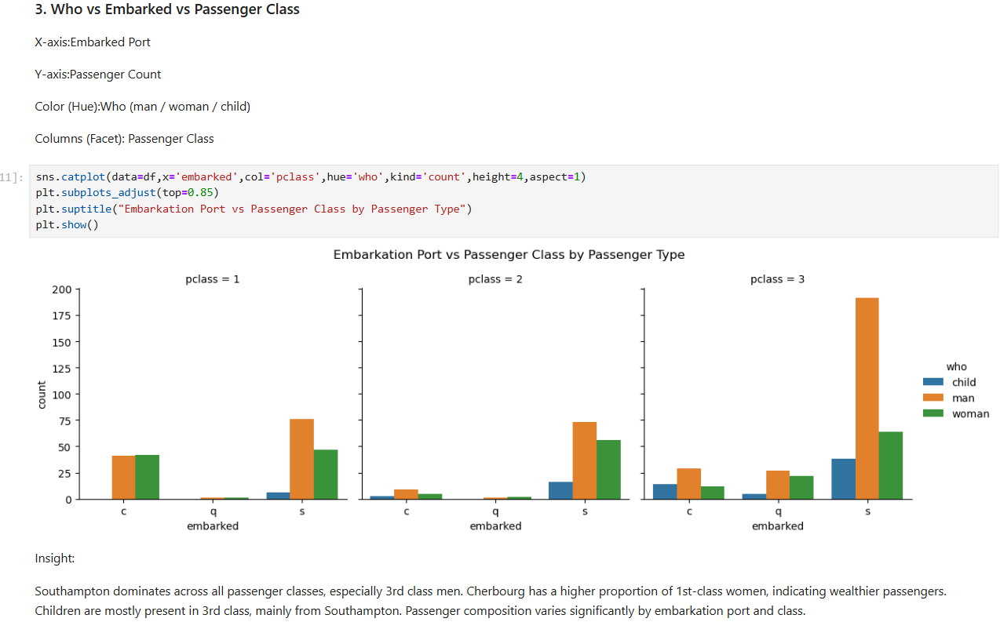 3. Who vs Embarked vs Passenger Class
X-axis:Embarked Port
Y-axis:Passenger Count
Color (Hue):Who (man / woman / child)
Columns (Facet): Passenger Class
11]:
sns.catplot(data=df,x='embarked',col='pclass',hue='who',kind='count',height=4,aspect=1)
plt.subplots_adjust(top=0.85)
plt.suptitle("Embarkation Port vs Passenger Class by Passenger Type")
plt.show()
Embarkation Port vs Passenger Class by Passenger Type
pclass = 1 pclass = 2 pclass = 3
200
175
150
125
100
75
50
25
0
count
c q s c q s c q s
embarked embarked embarked
who
child
man
woman
Insight:
Southampton dominates across all passenger classes, especially 3rd class men. Cherbourg has a higher proportion of 1st-class women, indicating wealthier passengers.
Children are mostly present in 3rd class, mainly from Southampton. Passenger composition varies significantly by embarkation port and class.